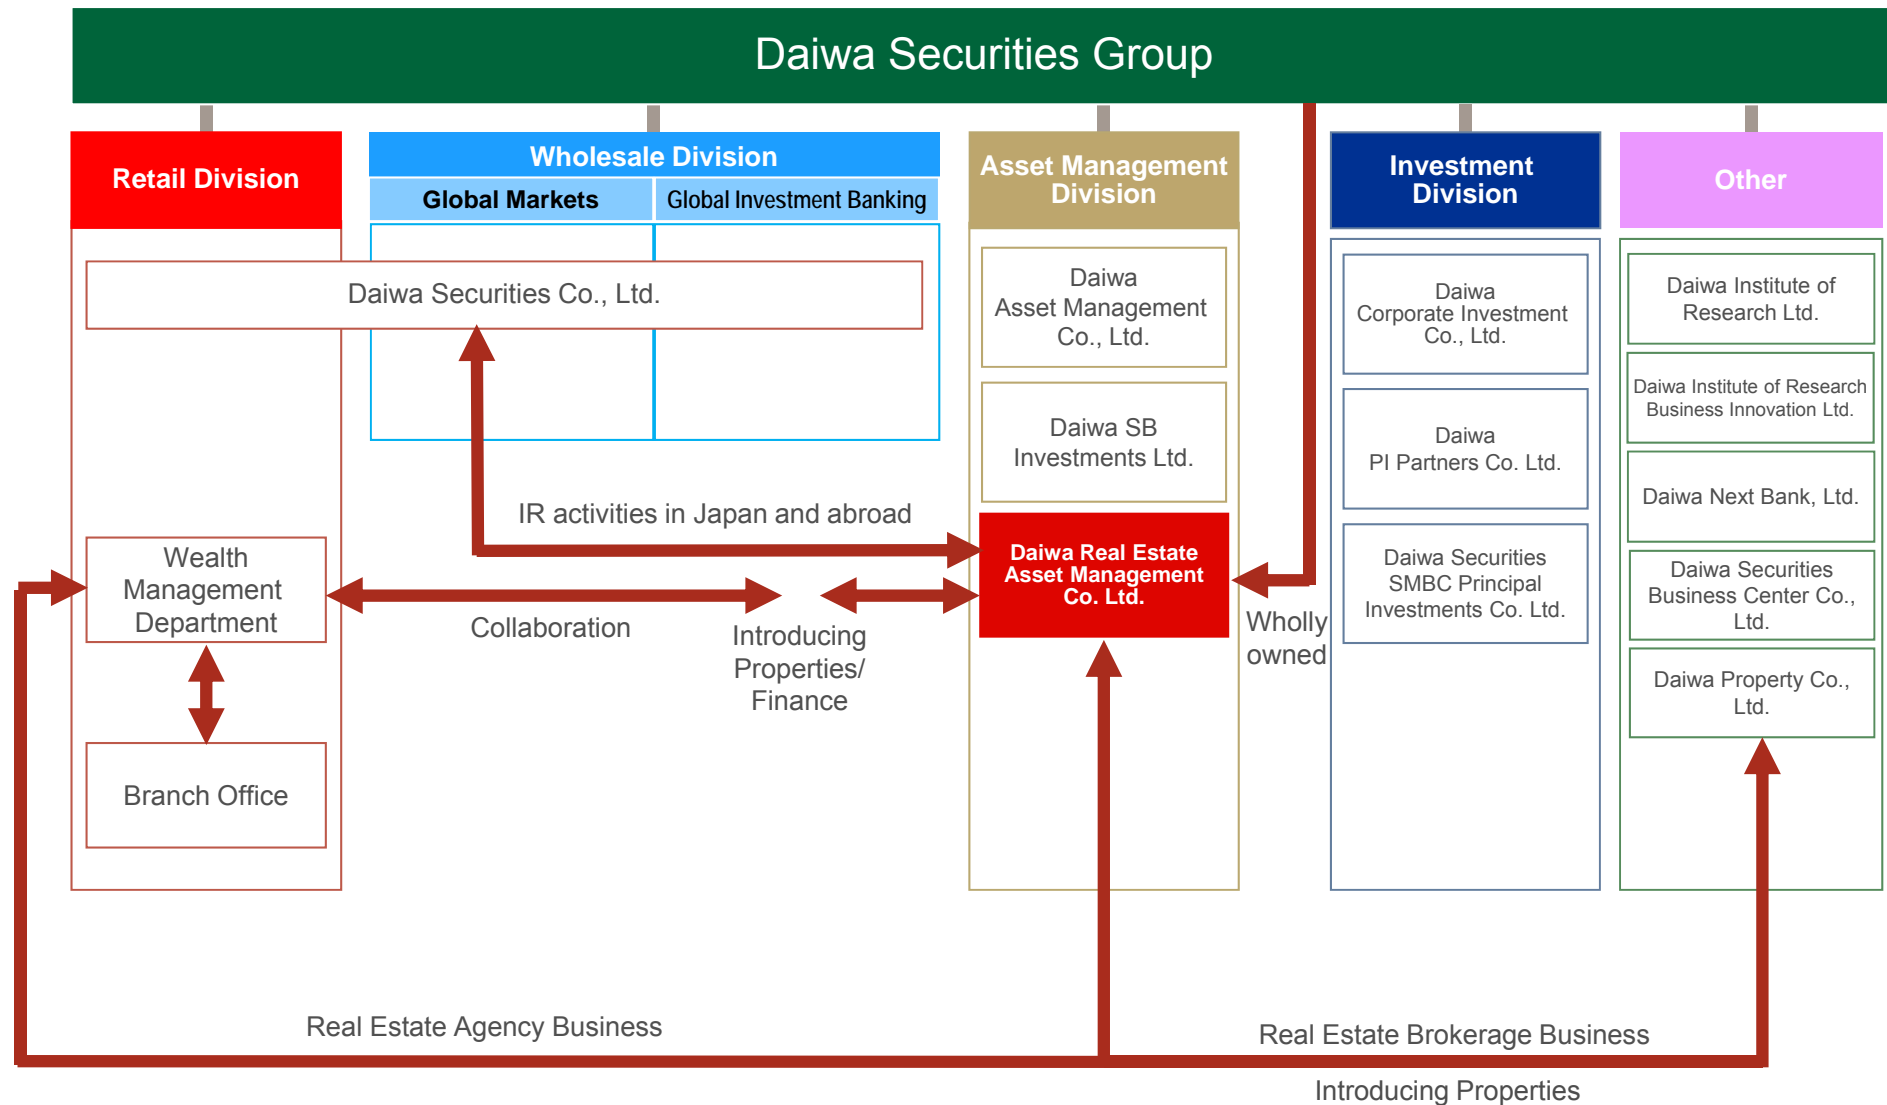 Daiwa Securities Group
Retail Division
Wholesale Division
Global Markets
Global Investment Banking
Asset Management
Division
Investment
Division
Other
Daiwa Securities Co., Ltd.
Wealth
Management
Department
Branch Office
Daiwa
Asset Management
Co., Ltd.
Daiwa SB
Investments Ltd.
Daiwa Real Estate
Asset Management
Co. Ltd.
Daiwa
Corporate Investment
Co., Ltd.
Daiwa
PI Partners Co. Ltd.
Daiwa Securities
SMBC Principal
Investments Co. Ltd.
Daiwa Institute of
Research Ltd.
Daiwa Institute of Research
Business Innovation Ltd.
Daiwa Next Bank, Ltd.
Daiwa Securities
Business Center Co.,
Ltd.
Daiwa Property Co.,
Ltd.
IR activities in Japan and abroad
Collaboration
Introducing
Properties/
Finance
Wholly
owned
Real Estate Agency Business
Real Estate Brokerage Business
Introducing Properties